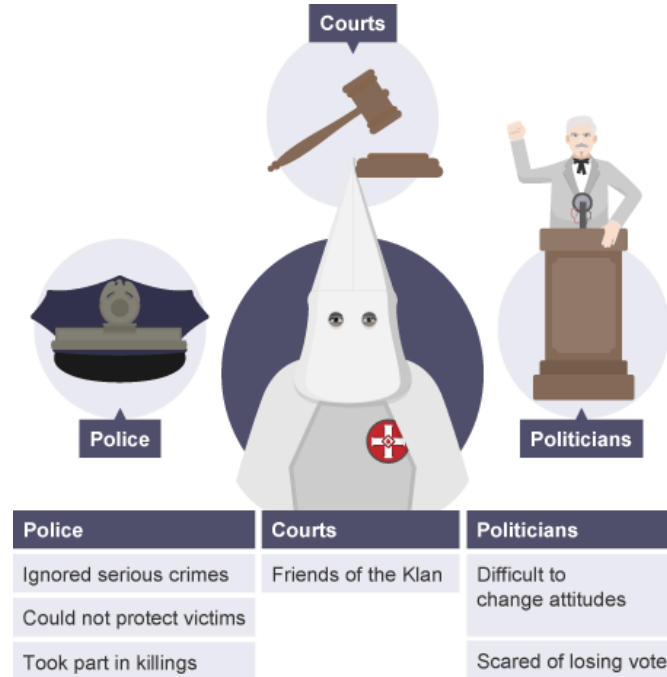 Courts
Police
Politicians
Police
Courts
Politicians
Ignored serious crimes
Friends of the Klan
Difficult to
change attitudes
Could not protect victims
Took part in killings
Scared of losing vote